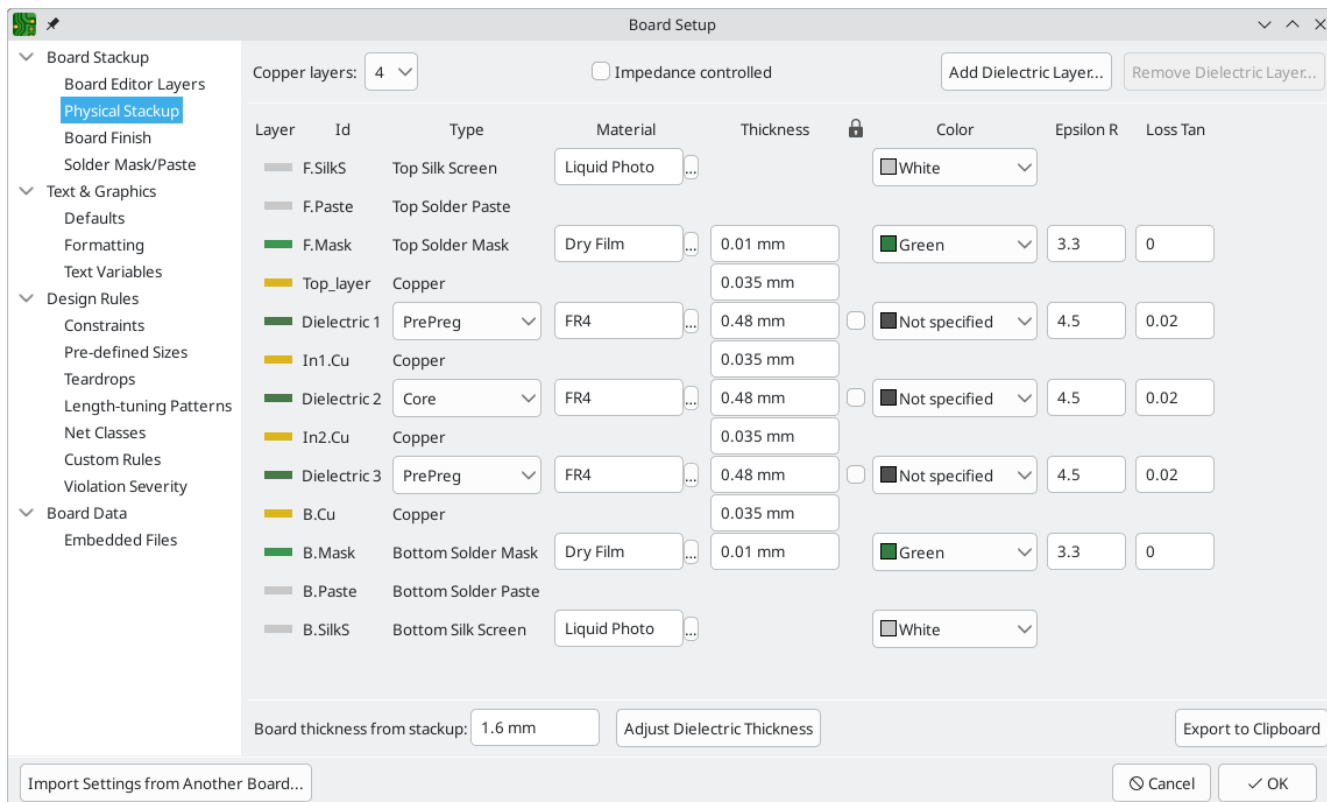 Board Setup
Board Stackup
Board Editor Layers
Physical Stackup
Board Finish
Solder Mask/Paste
Text & Graphics
Defaults
Formatting
Text Variables
Design Rules
Constraints
Pre-defined Sizes
Teardrops
Length-tuning Patterns
Net Classes
Custom Rules
Violation Severity
Board Data
Embedded Files
Copper layers: 4 Impedance controlled Add Dielectric Layer... Remove Dielectric Layer...
Layer Id Type Material Thickness Color Epsilon R Loss Tan
F.SilkS Top Silk Screen Liquid Photo ... White
F.Paste Top Solder Paste
F.Mask Top Solder Mask Dry Film ... 0.01 mm Green 3.3 0
Top_layer Copper 0.035 mm
Dielectric 1 PrePreg FR4 ... 0.48 mm Not specified 4.5 0.02
In1.Cu Copper 0.035 mm
Dielectric 2 Core FR4 ... 0.48 mm Not specified 4.5 0.02
In2.Cu Copper 0.035 mm
Dielectric 3 PrePreg FR4 ... 0.48 mm Not specified 4.5 0.02
B.Cu Copper 0.035 mm
B.Mask Bottom Solder Mask Dry Film ... 0.01 mm Green 3.3 0
B.Paste Bottom Solder Paste
B.SilkS Bottom Silk Screen Liquid Photo ... White
Board thickness from stackup: 1.6 mm Adjust Dielectric Thickness Export to Clipboard
Import Settings from Another Board... Cancel OK